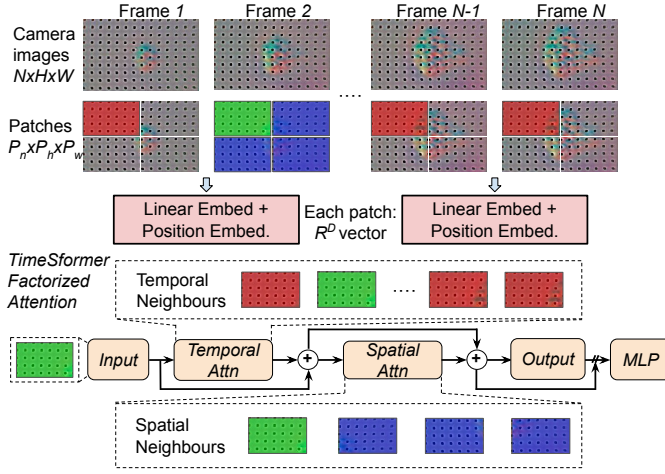 Frame 1 Frame 2 Frame N-1 Frame N
Camera
images
NxHxW
....
Patches
PnxPhxPw
Linear Embed +
Position Embed.
Each patch:
R^D vector
Linear Embed +
Position Embed.
TimeSformer
Factorized
Attention
Temporal
Neighbours
....
Input
Temporal
Attn
+
Spatial
Attn
+
Output
MLP
Spatial
Neighbours